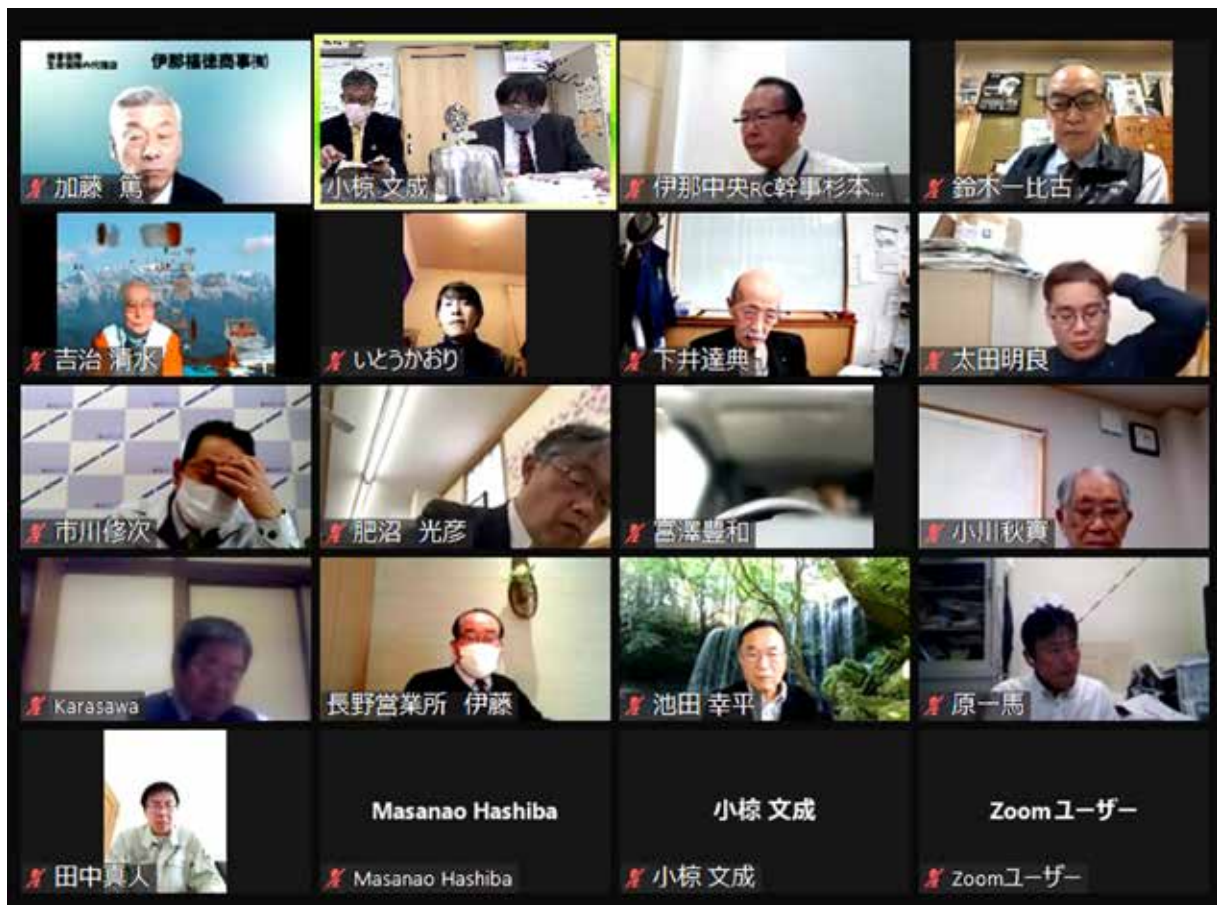 伊那福徳商事㈲
加藤 篤
小椋 文成
伊那中央RC幹事杉本...
鈴木一比古
吉治 清水
いとうかおり
下井達典
太田明良
市川修次
肥沼 光彦
富澤豊和
小川秋實
Karasawa
長野営業所 伊藤
池田 幸平
原一馬
田中真人
Masanao Hashiba
Masanao Hashiba
小椋 文成
小椋 文成
Zoomユーザー
Zoomユーザー